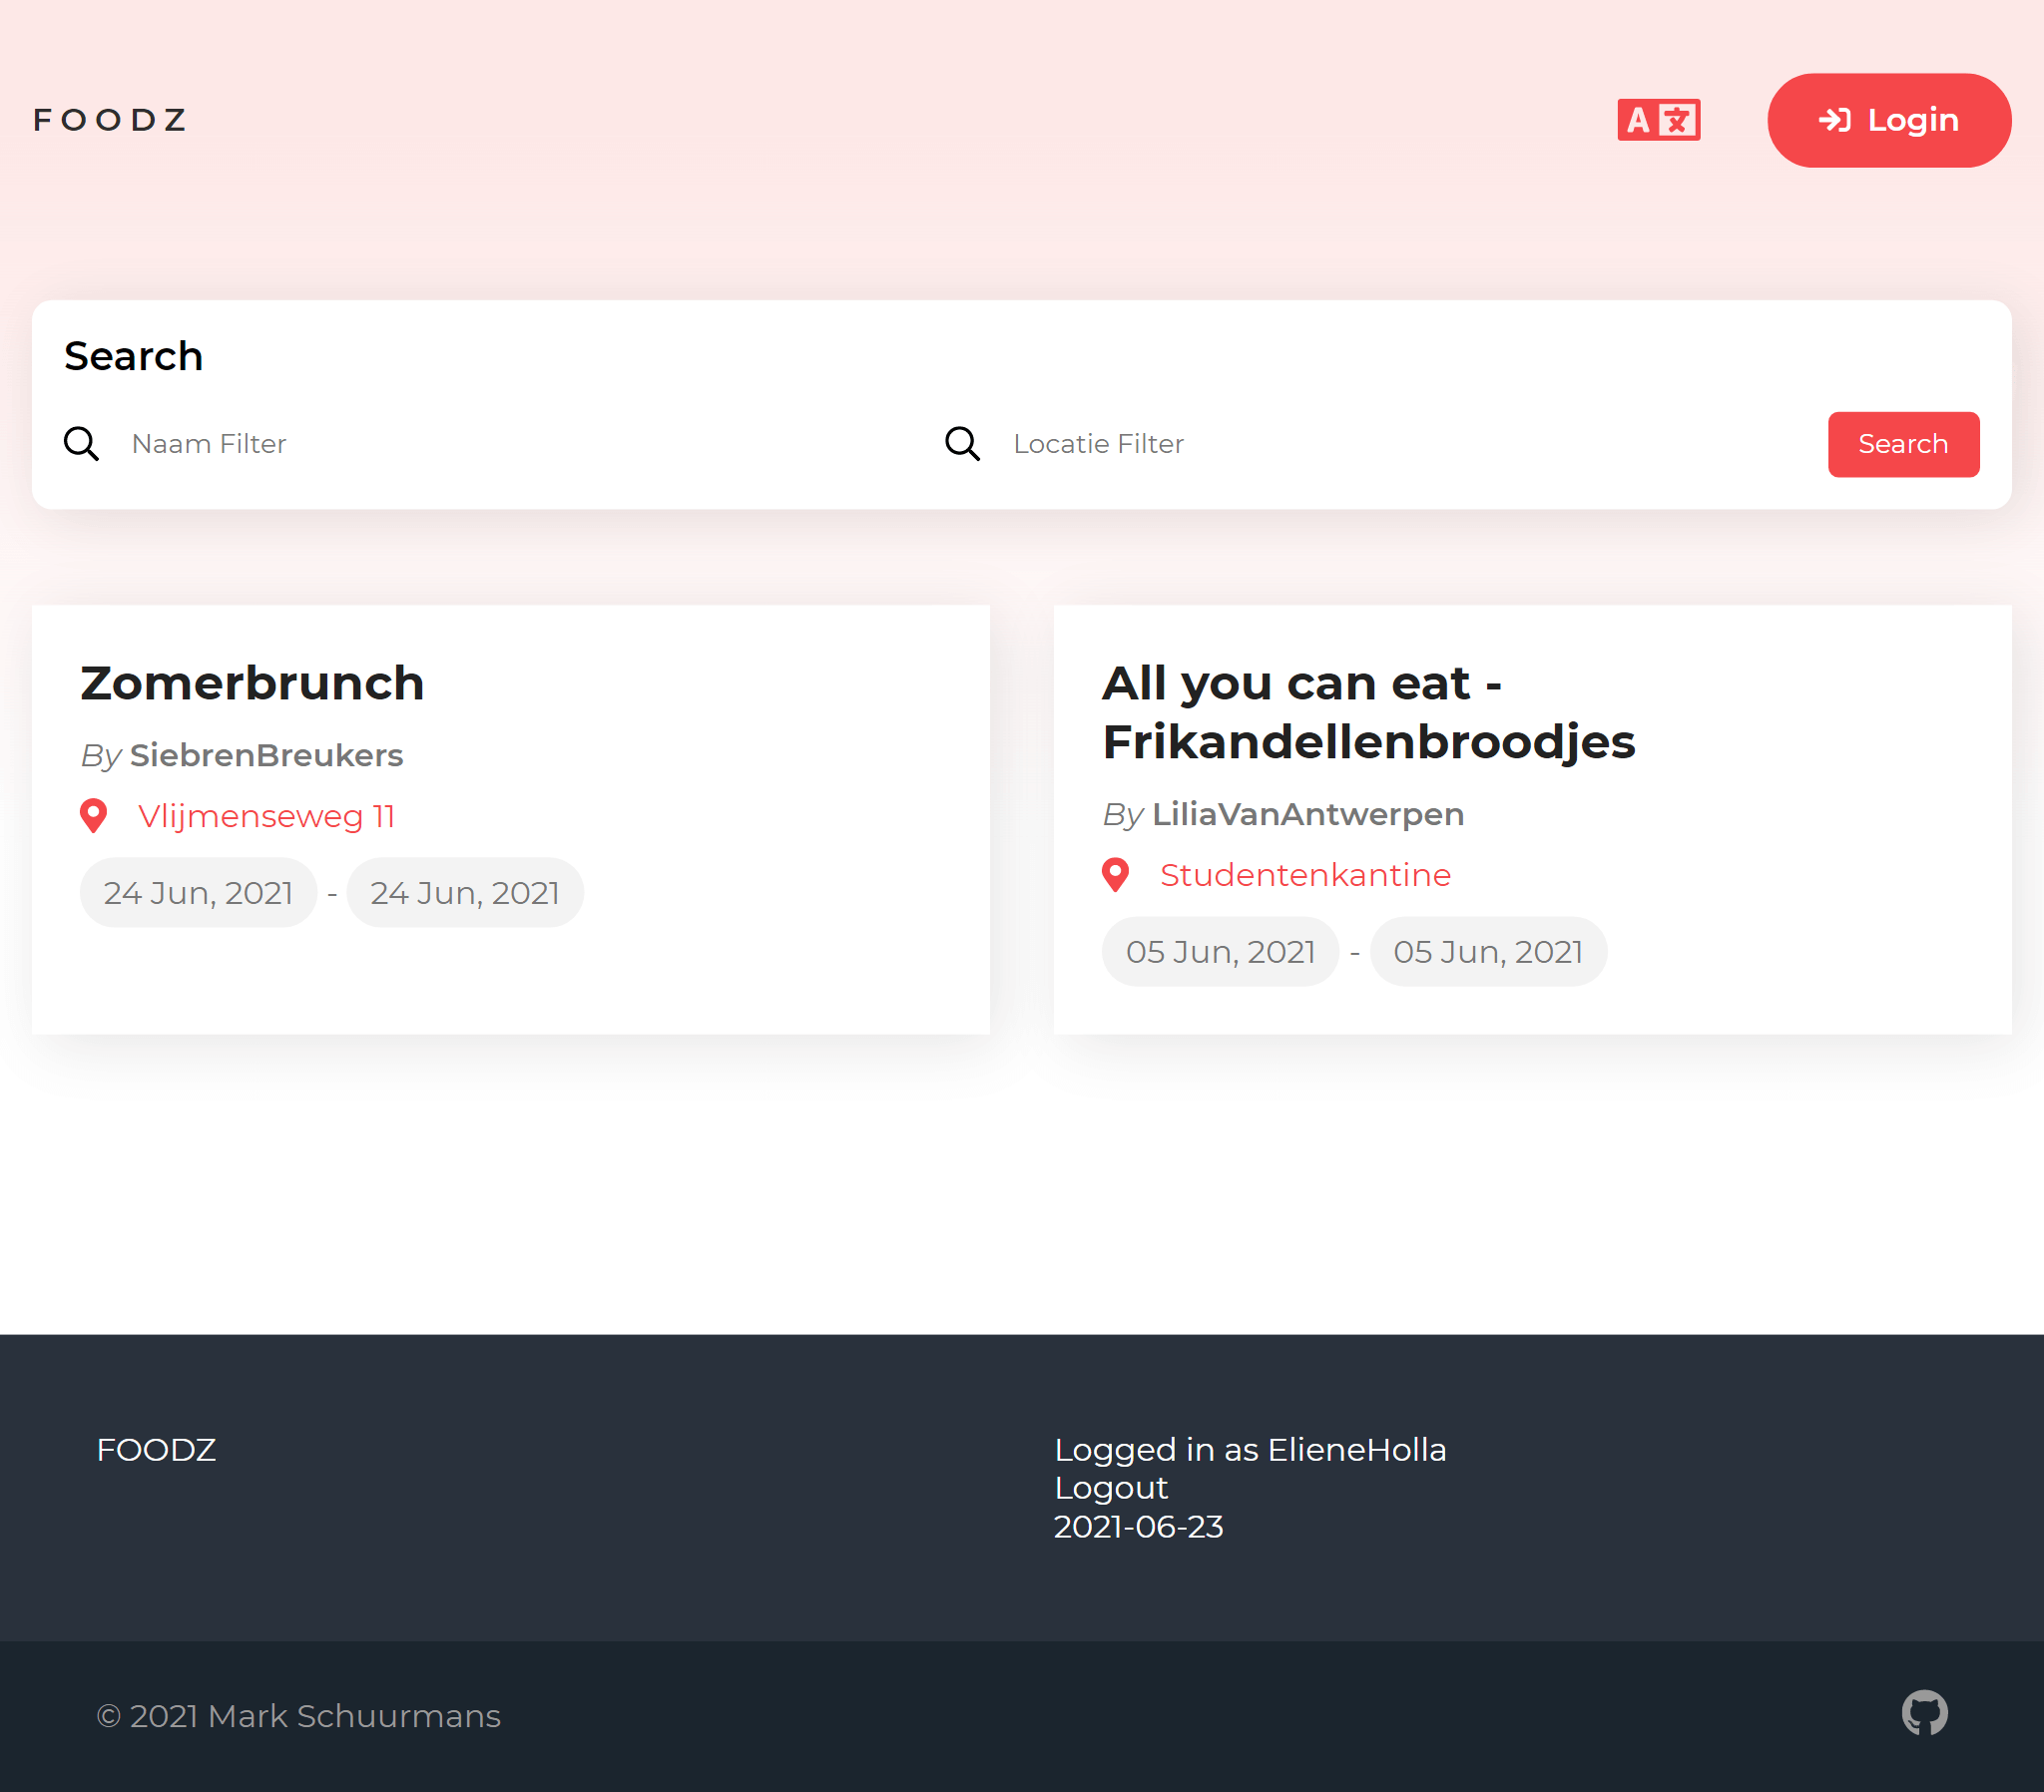 FOODZ
A 文
Login
Search
Naam Filter
Locatie Filter
Search
Zomerbrunch
By SiebrenBreukers
Vlijmenseweg 11
24 Jun, 2021 - 24 Jun, 2021
All you can eat -
Frikandellenbroodjes
By LiliaVanAntwerpen
Studentenkantine
05 Jun, 2021 - 05 Jun, 2021
FOODZ
Logged in as ElieneHolla
Logout
2021-06-23
© 2021 Mark Schuurmans